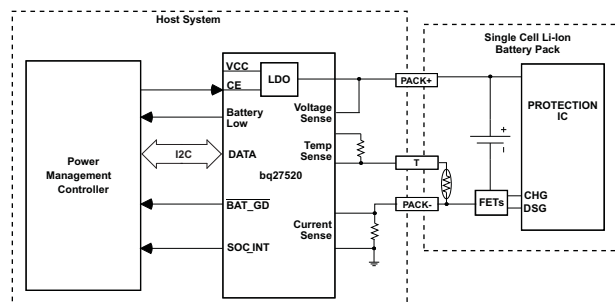 Host System
Single Cell Li-Ion
Battery Pack
VCC
LDO
CE
PACK+
Voltage
Sense
PROTECTION
IC
Battery
Low
I2C
DATA
Temp
Sense
bq27520
T
Power
Management
Controller
BAT_GD
PACK-
FETs
CHG
DSG
Current
Sense
SOC_INT
+
–